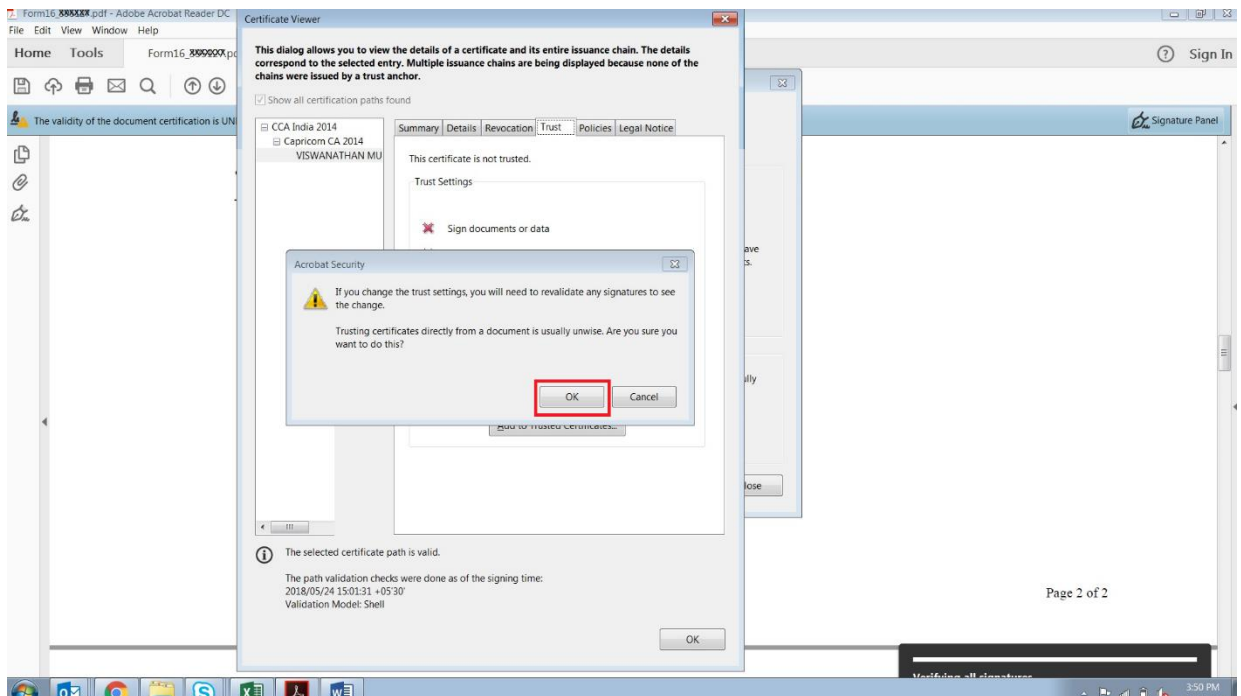 .pdf - Adobe Acrobat Reader DC
File Edit View Window Help
Home Tools Form16_
Sign In
The validity of the document certification is
Signature Panel
Certificate Viewer
This dialog allows you to view the details of a certificate and its entire issuance chain. The details
correspond to the selected entry. Multiple issuance chains are being displayed because none of the
chains were issued by a trust anchor.
Show all certification paths found
CCA India 2014
Capricorn CA 2014
VISWANATHAN MU
Summary Details Revocation Trust Policies Legal Notice
This certificate is not trusted.
Trust Settings
Sign documents or data
Acrobat Security
If you change the trust settings, you will need to revalidate any signatures to see
the change.
Trusting certificates directly from a document is usually unwise. Are you sure you
want to do this?
OK Cancel
Add to Trusted Certificates...
The selected certificate path is valid.
The path validation checks were done as of the signing time:
2018/05/24 15:01:31 +05'30'
Validation Model: Shell
OK
Page 2 of 2
Verifying all signatures
3:50 PM